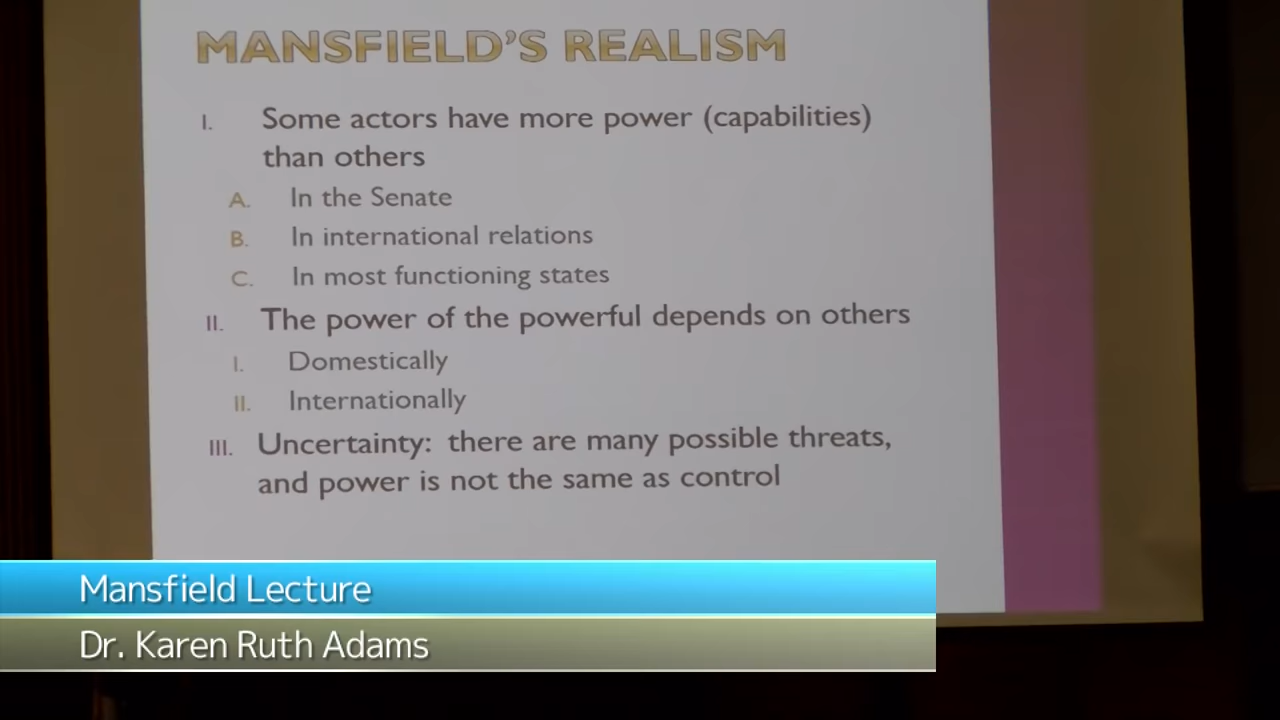 MANSFIELD'S REALISM
I. Some actors have more power (capabilities)
than others
A. In the Senate
B. In international relations
C. In most functioning states
II. The power of the powerful depends on others
I. Domestically
II. Internationally
III. Uncertainty: there are many possible threats,
and power is not the same as control
Mansfield Lecture
Dr. Karen Ruth Adams